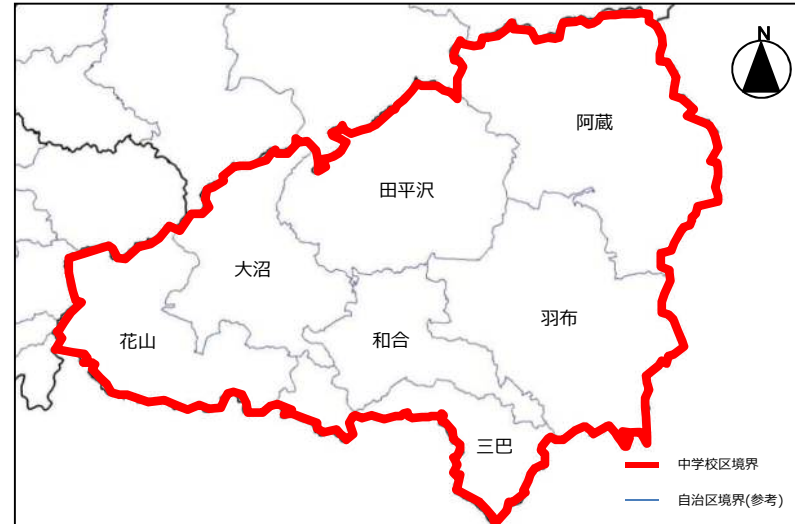 N
阿蔵
田平沢
大沼
羽布
花山
和合
三巴
中学校区境界
自治区境界(参考)